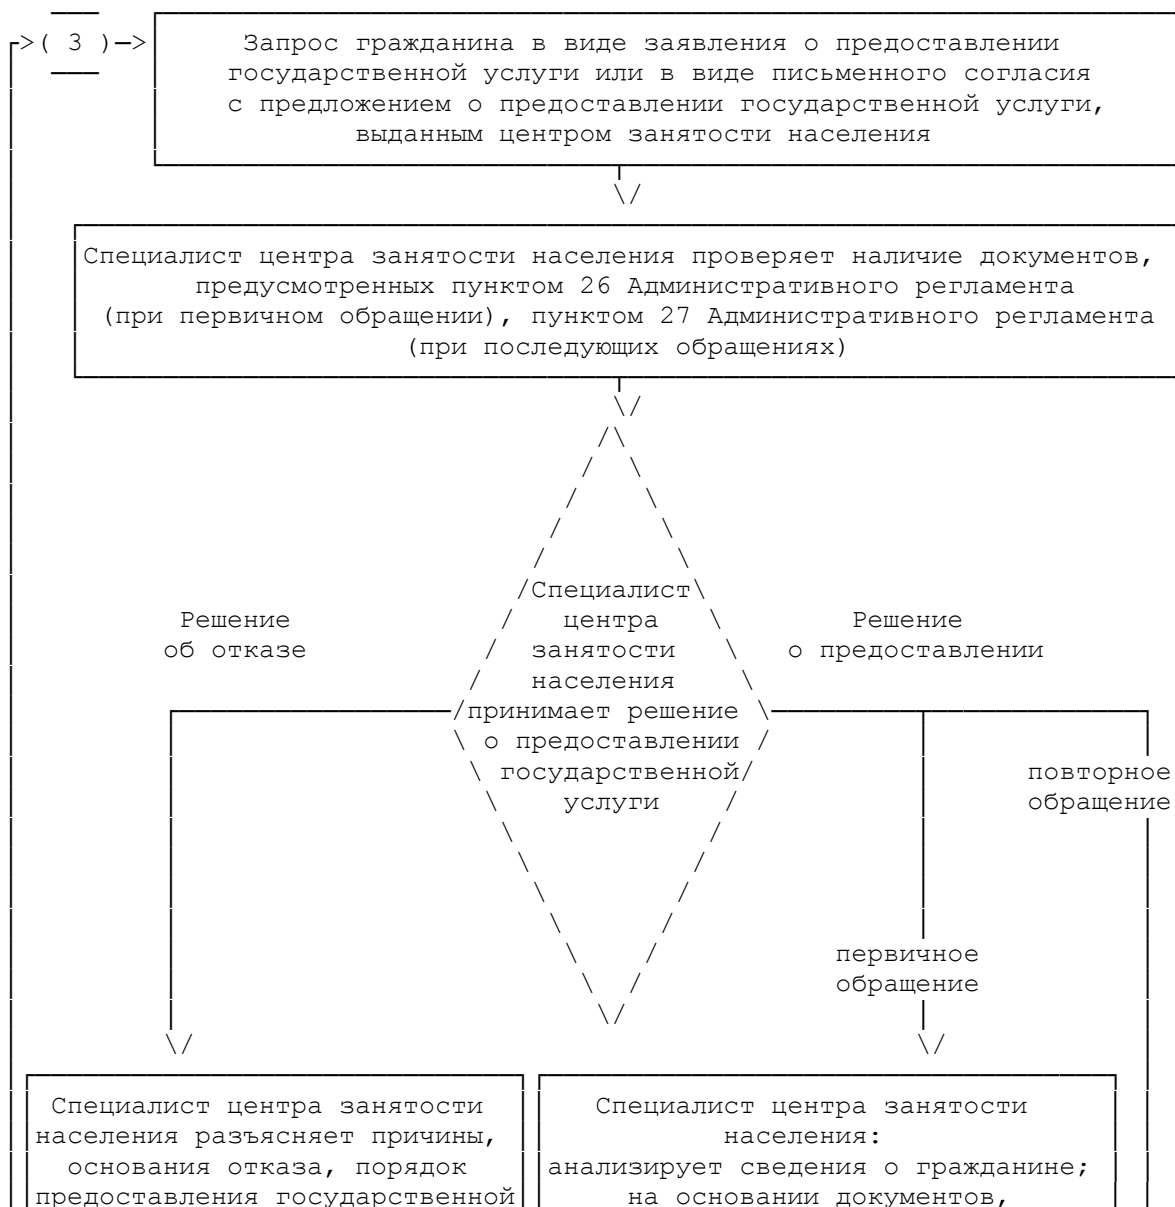 >( 3 )—>
Запрос гражданина в виде заявления о предоставлении
государственной услуги или в виде письменного согласия
с предложением о предоставлении государственной услуги,
выданным центром занятости населения
Специалист центра занятости населения проверяет наличие документов,
предусмотренных пунктом 26 Административного регламента
(при первичном обращении), пунктом 27 Административного регламента
(при последующих обращениях)
Специалист
центра
занятости
населения
принимает решение
о предоставлении
государственной
услуги
Решение
об отказе
Решение
о предоставлении
повторное
обращение
первичное
обращение
Специалист центра занятости
населения разъясняет причины,
основания отказа, порядок
предоставления государственной
Специалист центра занятости
населения:
анализирует сведения о гражданине;
на основании документов,